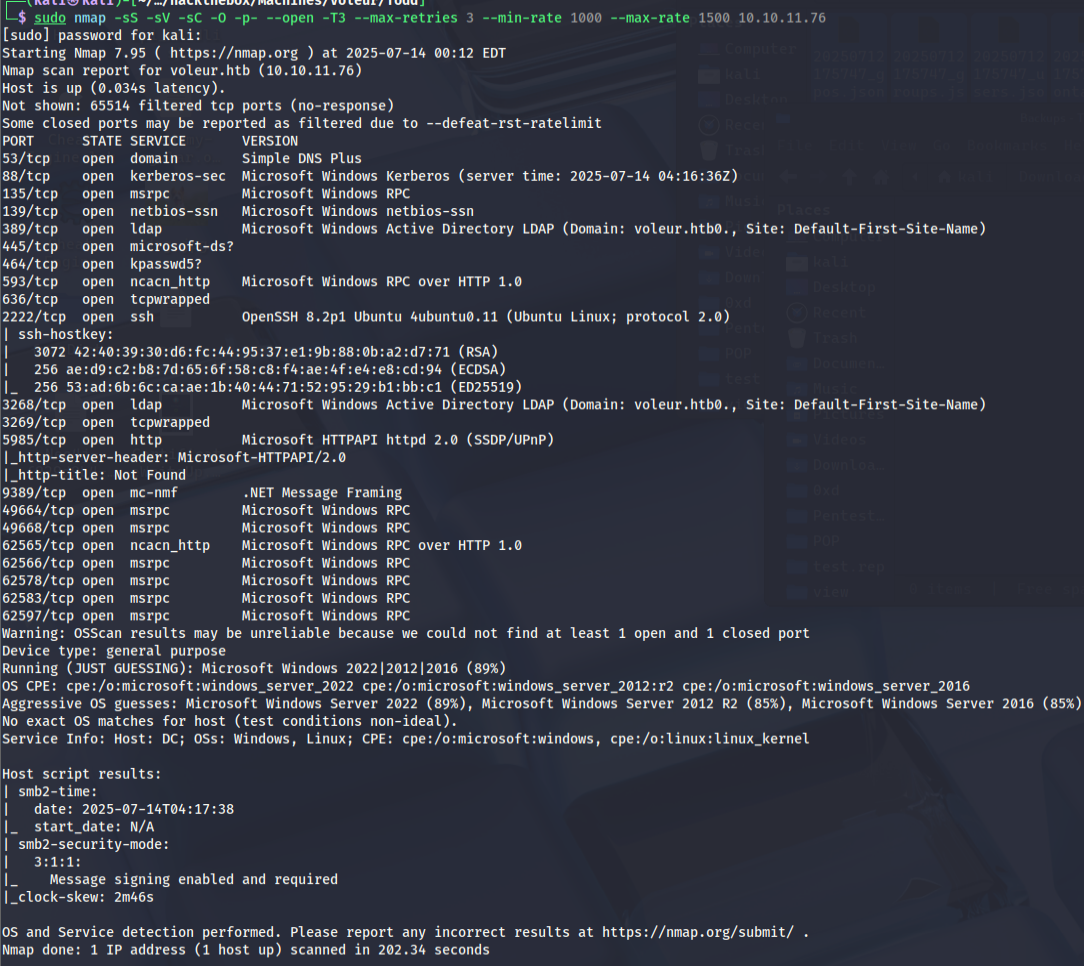 (kali㉿kali)-[~/…/HackTheBox/Machines/Voleur/Todd]
$ sudo nmap -sS -sV -sC -O -p- --open -T3 --max-retries 3 --min-rate 1000 --max-rate 1500 10.10.11.76
[sudo] password for kali:
Starting Nmap 7.95 ( https://nmap.org ) at 2025-07-14 00:12 EDT
Nmap scan report for voleur.htb (10.10.11.76)
Host is up (0.034s latency).
Not shown: 65514 filtered tcp ports (no-response)
Some closed ports may be reported as filtered due to --defeat-rst-ratelimit
PORT      STATE SERVICE       VERSION
53/tcp    open  domain        Simple DNS Plus
88/tcp    open  kerberos-sec  Microsoft Windows Kerberos (server time: 2025-07-14 04:16:36Z)
135/tcp   open  msrpc         Microsoft Windows RPC
139/tcp   open  netbios-ssn   Microsoft Windows netbios-ssn
389/tcp   open  ldap          Microsoft Windows Active Directory LDAP (Domain: voleur.htb0., Site: Default-First-Site-Name)
445/tcp   open  microsoft-ds?
464/tcp   open  kpasswd5?
593/tcp   open  ncacn_http    Microsoft Windows RPC over HTTP 1.0
636/tcp   open  tcpwrapped
2222/tcp  open  ssh           OpenSSH 8.2p1 Ubuntu 4ubuntu0.11 (Ubuntu Linux; protocol 2.0)
| ssh-hostkey:
|   3072 42:40:39:30:d6:fc:44:95:37:e1:9b:88:0b:a2:d7:71 (RSA)
|   256 ae:d9:c2:b8:7d:65:6f:58:c8:f4:ae:4f:e4:e8:cd:94 (ECDSA)
|_  256 53:ad:6b:6c:ca:ae:1b:40:44:71:52:95:29:b1:bb:c1 (ED25519)
3268/tcp  open  ldap          Microsoft Windows Active Directory LDAP (Domain: voleur.htb0., Site: Default-First-Site-Name)
3269/tcp  open  tcpwrapped
5985/tcp  open  http          Microsoft HTTPAPI httpd 2.0 (SSDP/UPnP)
|_http-server-header: Microsoft-HTTPAPI/2.0
|_http-title: Not Found
9389/tcp  open  mc-nmf        .NET Message Framing
49664/tcp open  msrpc         Microsoft Windows RPC
49668/tcp open  msrpc         Microsoft Windows RPC
62565/tcp open  ncacn_http    Microsoft Windows RPC over HTTP 1.0
62566/tcp open  msrpc         Microsoft Windows RPC
62578/tcp open  msrpc         Microsoft Windows RPC
62583/tcp open  msrpc         Microsoft Windows RPC
62597/tcp open  msrpc         Microsoft Windows RPC
Warning: OSScan results may be unreliable because we could not find at least 1 open and 1 closed port
Device type: general purpose
Running (JUST GUESSING): Microsoft Windows 2022|2012|2016 (89%)
OS CPE: cpe:/o:microsoft:windows_server_2022 cpe:/o:microsoft:windows_server_2012:r2 cpe:/o:microsoft:windows_server_2016
Aggressive OS guesses: Microsoft Windows Server 2022 (89%), Microsoft Windows Server 2012 R2 (85%), Microsoft Windows Server 2016 (85%)
No exact OS matches for host (test conditions non-ideal).
Service Info: Host: DC; OSs: Windows, Linux; CPE: cpe:/o:microsoft:windows, cpe:/o:linux:linux_kernel
Host script results:
| smb2-time:
|   date: 2025-07-14T04:17:38
|_  start_date: N/A
| smb2-security-mode:
|   3:1:1:
|_    Message signing enabled and required
|_clock-skew: 2m46s
OS and Service detection performed. Please report any incorrect results at https://nmap.org/submit/ .
Nmap done: 1 IP address (1 host up) scanned in 202.34 seconds